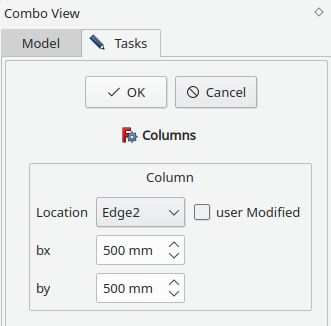 Combo View
Model Tasks
OK Cancel
Columns
Column
Location Edge2 user Modified
bx 500 mm
by 500 mm